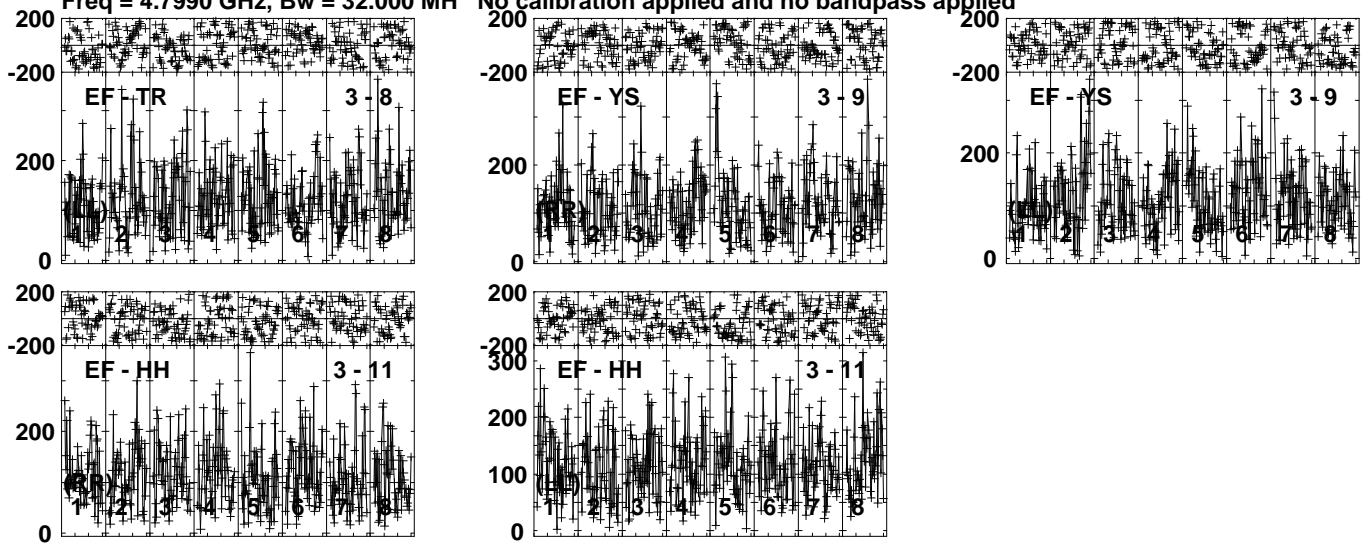 Freq = 4.7990 GHz, Bw = 32.000 MH No calibration applied and no bandpass applied
200 200 200
-200 -200 -200
EF - TR 3 - 8 EF - YS 3 - 9 EF - YS 3 - 9
200 200 200
(LL) (RR) (LL)
1 2 3 4 5 6 7 8 1 2 3 4 5 6 7 8 1 2 3 4 5 6 7 8
0 0 0
200 200
-200 -200
300
EF - HH 3 - 11 EF - HH 3 - 11
200 200
100
(RR) (LL)
1 2 3 4 5 6 7 8 1 2 3 4 5 6 7 8
0 0